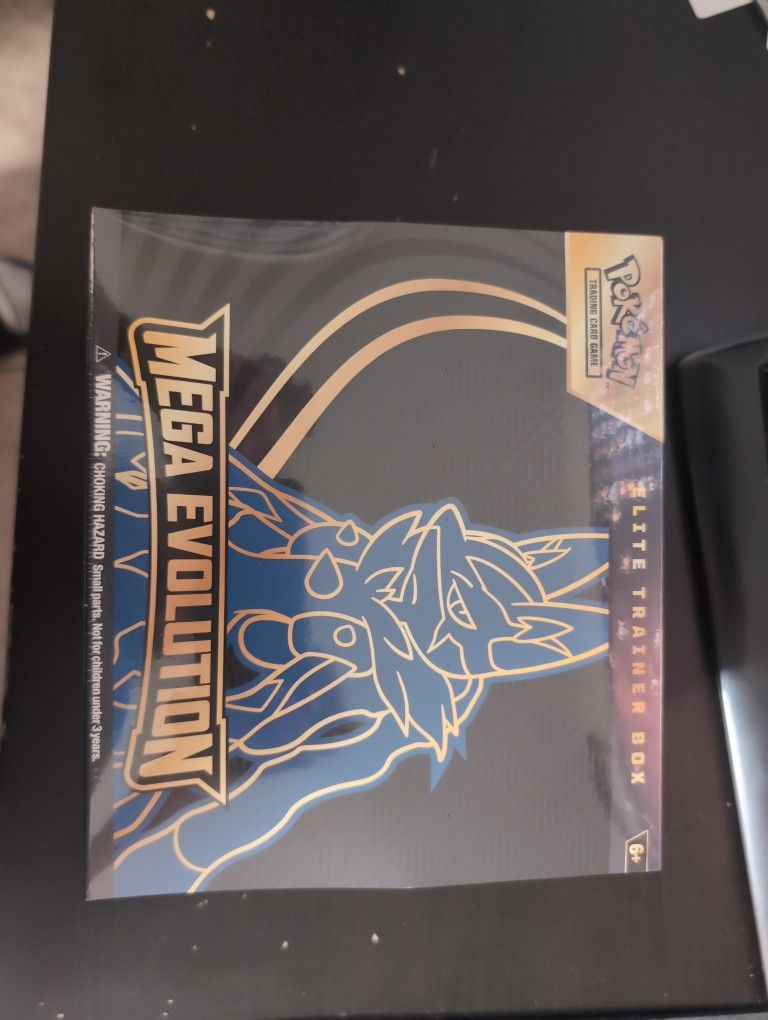 POKéMON
TRADING CARD GAME
ELITE TRAINER BOX
6+
MEGA EVOLUTION
⚠ WARNING: CHOKING HAZARD. Small parts. Not for children under 3 years.